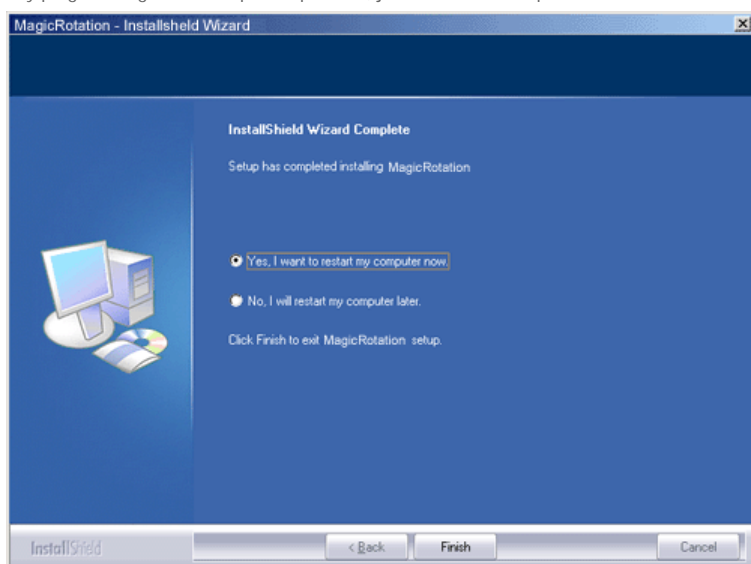 MagicRotation - Installsheld Wizard
InstallShield Wizard Complete
Setup has completed installing MagicRotation
Yes, I want to restart my computer now.
No, I will restart my computer later.
Click Finish to exit MagicRotation setup.
InstallShield
< Back
Finish
Cancel